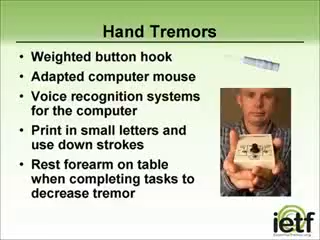 Hand Tremors
• Weighted button hook
• Adapted computer mouse
• Voice recognition systems
for the computer
• Print in small letters and
use down strokes
• Rest forearm on table
when completing tasks to
decrease tremor
ietf